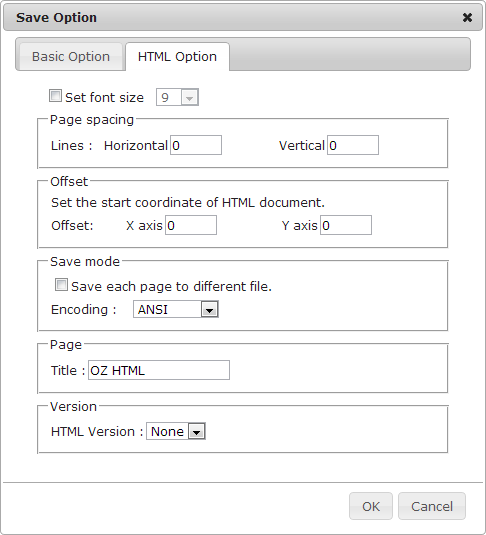 Save Option
Basic Option HTML Option
Set font size 9
Page spacing
Lines : Horizontal 0 Vertical 0
Offset
Set the start coordinate of HTML document.
Offset: X axis 0 Y axis 0
Save mode
Save each page to different file.
Encoding : ANSI
Page
Title : OZ HTML
Version
HTML Version : None
OK Cancel